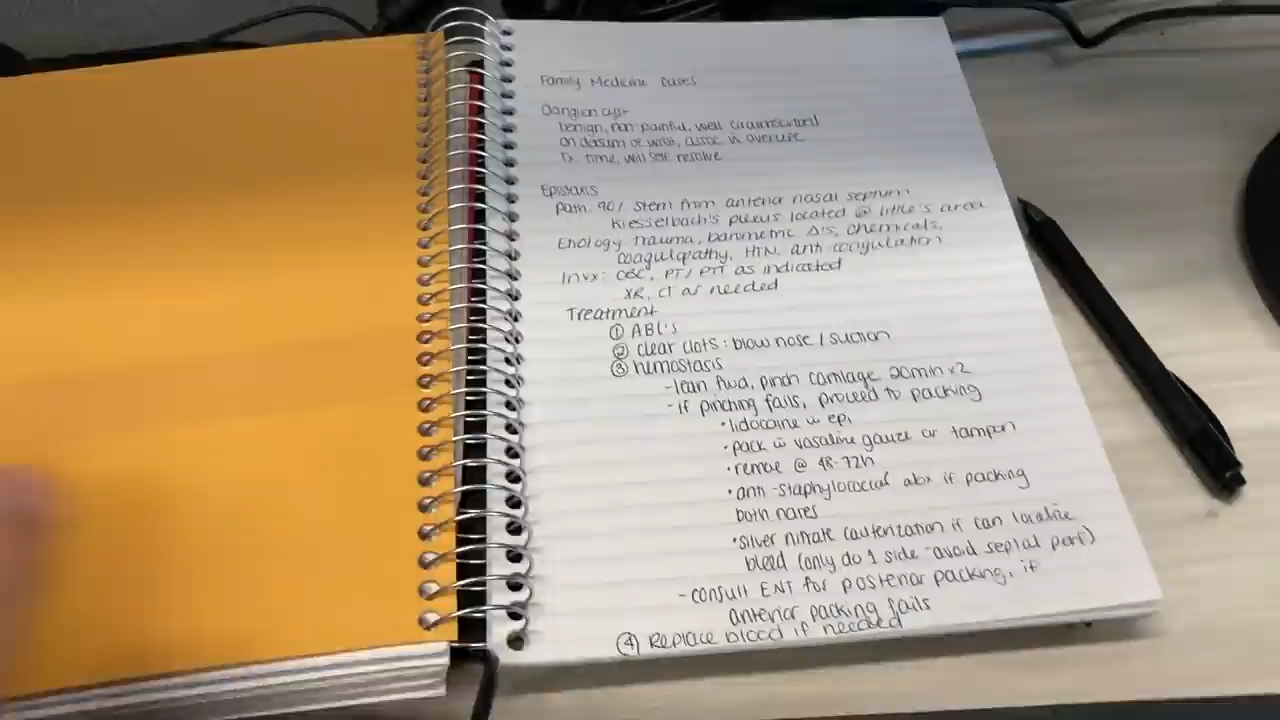 Family Medicine Cases
Ganglion cyst
benign, non painful, well circumscribed
on dorsum of wrist, assoc w overuse
Tx time, will self resolve
Epistaxis
Path. 90% stem from anterior nasal septum,
Kiesselbach's plexus located @ little's area
Etiology trauma, barometric Δ's, chemicals,
coagulopathy, HTN, anti coagulation
Invx: CBC, PT/PTT as indicated
XR, CT as needed
Treatment
① ABC's
② clear clots: blow nose / suction
③ hemostasis
-lean fwd, pinch cartilage 20min x2
-if pinching fails, proceed to packing
•lidocaine w epi
•pack w vasaline gauze or tampon
•remove @ 48-72h
•anti-staphylococcal abx if packing
both nares
•silver nitrate cauterization if can localize
bleed (only do 1 side - avoid septal perf)
-consult ENT for posterior packing, if
anterior packing fails
④ Replace blood if needed